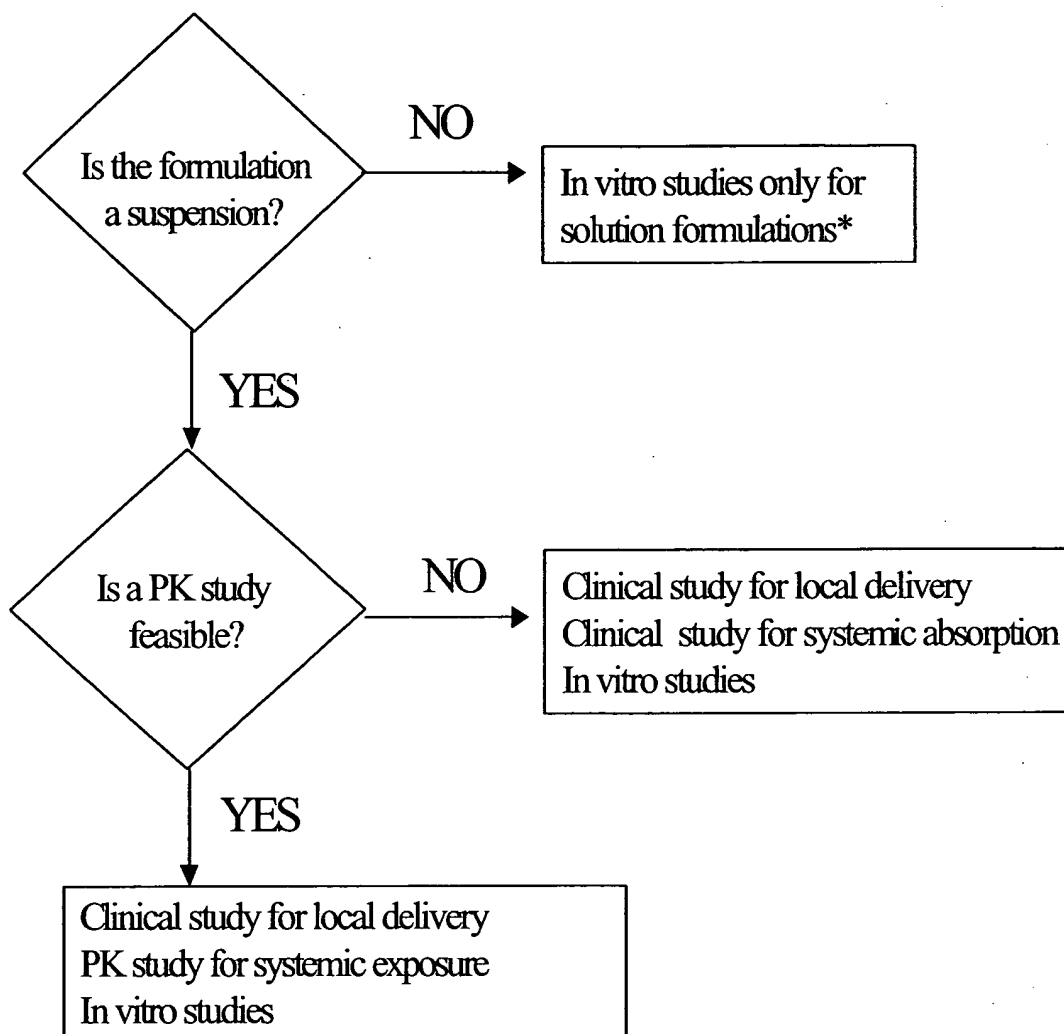 Is the formulation
a suspension?
NO
In vitro studies only for
solution formulations*
YES
Is a PK study
feasible?
NO
Clinical study for local delivery
Clinical study for systemic absorption
In vitro studies
YES
Clinical study for local delivery
PK study for systemic exposure
In vitro studies